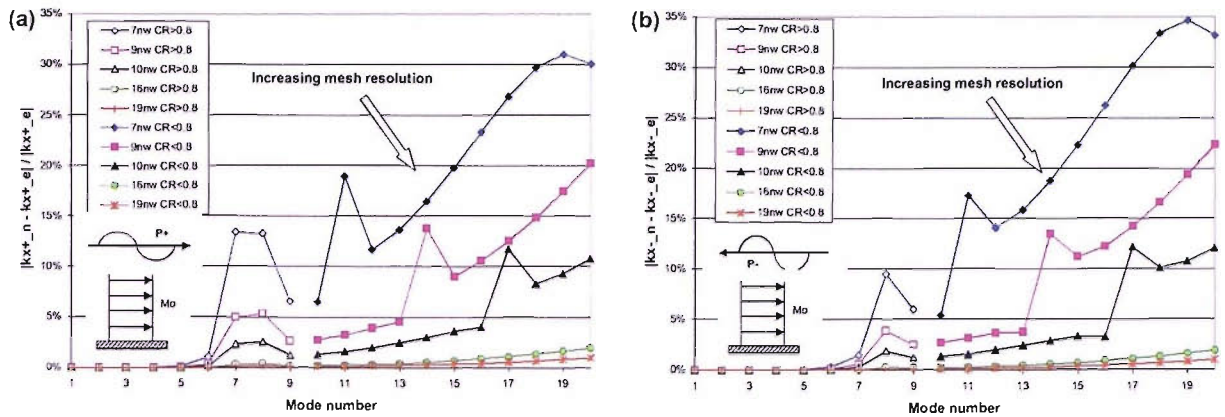 (a)
|kx+_n - kx+_e| / |kx+_e|
35%
30%
25%
20%
15%
10%
5%
0%
7nw CR>0.8
9nw CR>0.8
10nw CR>0.8
16nw CR>0.8
19nw CR>0.8
7nw CR<0.8
9nw CR<0.8
10nw CR<0.8
16nw CR<0.8
19nw CR<0.8
Increasing mesh resolution
P+
Mo
1 3 5 7 9 11 13 15 17 19
Mode number
(b)
|kx-_n - kx-_e| / |kx-_e|
35%
30%
25%
20%
15%
10%
5%
0%
7nw CR>0.8
9nw CR>0.8
10nw CR>0.8
16nw CR>0.8
19nw CR>0.8
7nw CR<0.8
9nw CR<0.8
10nw CR<0.8
16nw CR<0.8
19nw CR<0.8
Increasing mesh resolution
P-
Mo
1 3 5 7 9 11 13 15 17 19
Mode number